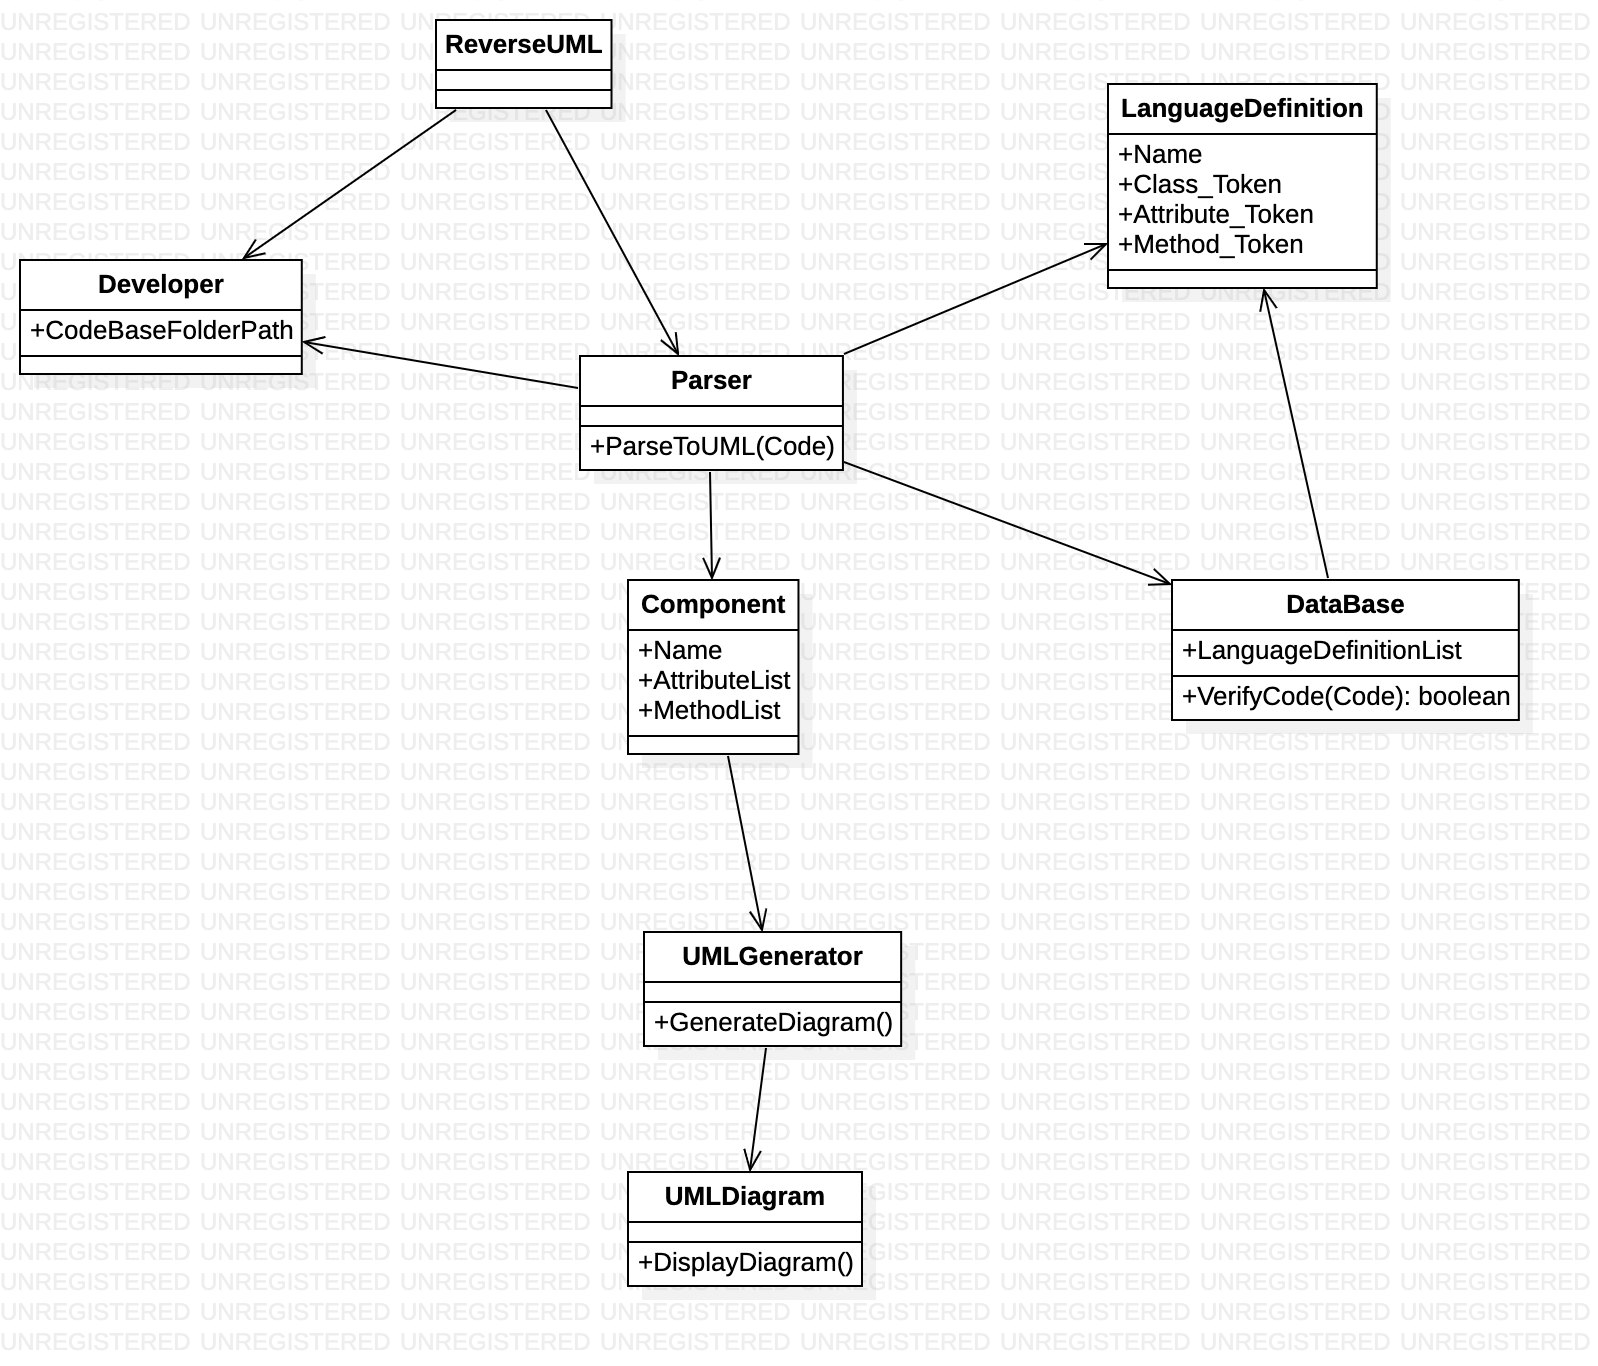 ReverseUML
LanguageDefinition
+Name
+Class_Token
+Attribute_Token
+Method_Token
Developer
+CodeBaseFolderPath
Parser
+ParseToUML(Code)
Component
+Name
+AttributeList
+MethodList
DataBase
+LanguageDefinitionList
+VerifyCode(Code): boolean
UMLGenerator
+GenerateDiagram()
UMLDiagram
+DisplayDiagram()
UNREGISTERED UNREGISTERED UNREGISTERED UNREGISTERED UNREGISTERED UNREGISTERED UNREGISTERED UNREGISTERED